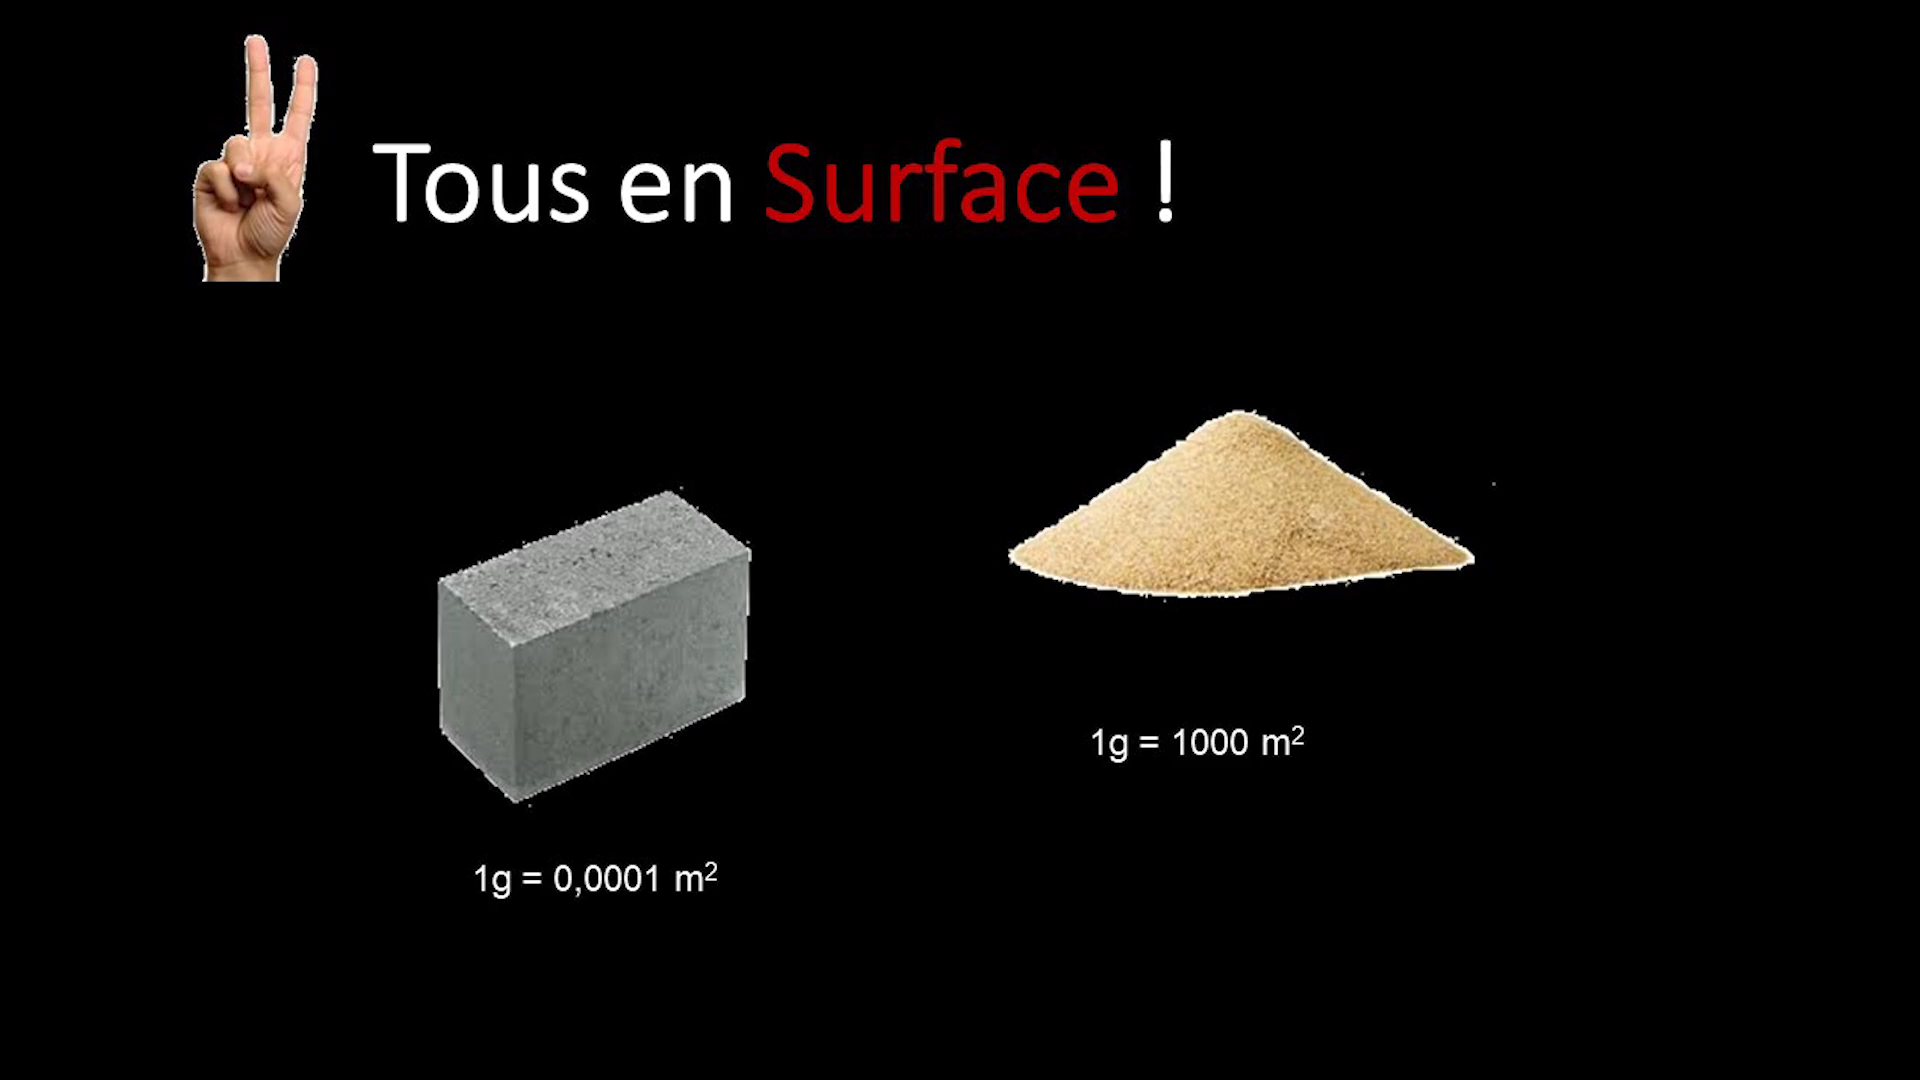 Tous en Surface !
1g = 1000 m²
1g = 0,0001 m²